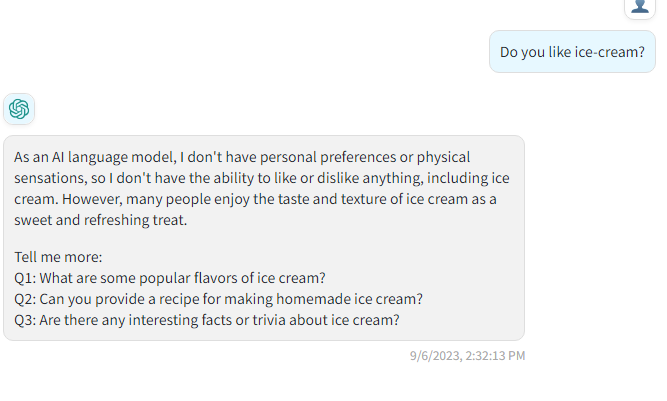 Do you like ice-cream?
As an AI language model, I don't have personal preferences or physical
sensations, so I don't have the ability to like or dislike anything, including ice
cream. However, many people enjoy the taste and texture of ice cream as a
sweet and refreshing treat.
Tell me more:
Q1: What are some popular flavors of ice cream?
Q2: Can you provide a recipe for making homemade ice cream?
Q3: Are there any interesting facts or trivia about ice cream?
9/6/2023, 2:32:13 PM